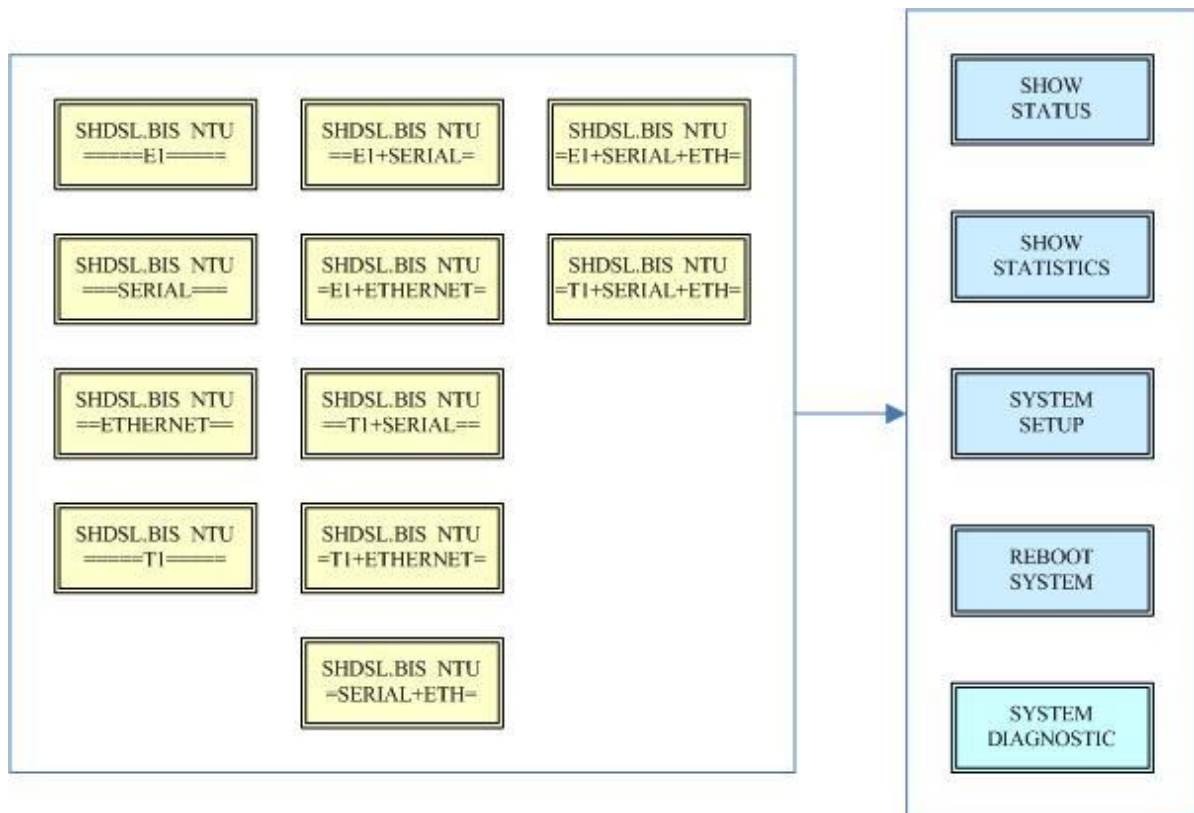 SHDSL.BIS NTU
=====E1=====
SHDSL.BIS NTU
==E1+SERIAL=
SHDSL.BIS NTU
=E1+SERIAL+ETH=
SHDSL.BIS NTU
===SERIAL===
SHDSL.BIS NTU
=E1+ETHERNET=
SHDSL.BIS NTU
=T1+SERIAL+ETH=
SHDSL.BIS NTU
==ETHERNET==
SHDSL.BIS NTU
==T1+SERIAL==
SHDSL.BIS NTU
=====T1=====
SHDSL.BIS NTU
=T1+ETHERNET=
SHDSL.BIS NTU
=SERIAL+ETH=
SHOW
STATUS
SHOW
STATISTICS
SYSTEM
SETUP
REBOOT
SYSTEM
SYSTEM
DIAGNOSTIC